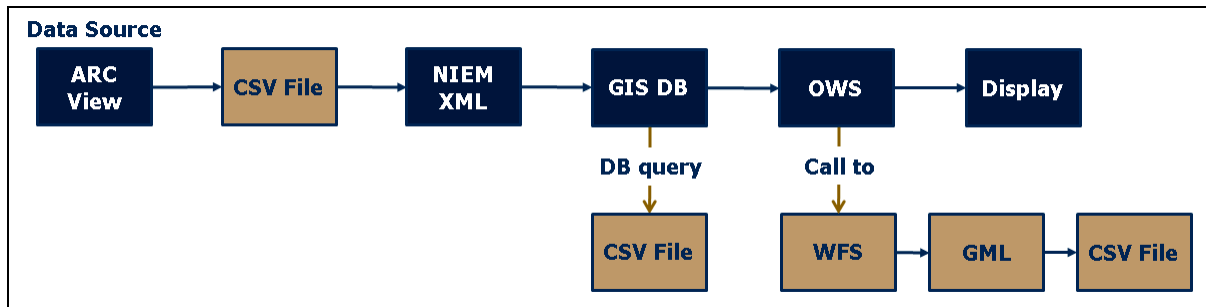 Data Source
ARC
View
CSV File
NIEM
XML
GIS DB
OWS
Display
DB query
Call to
CSV File
WFS
GML
CSV File